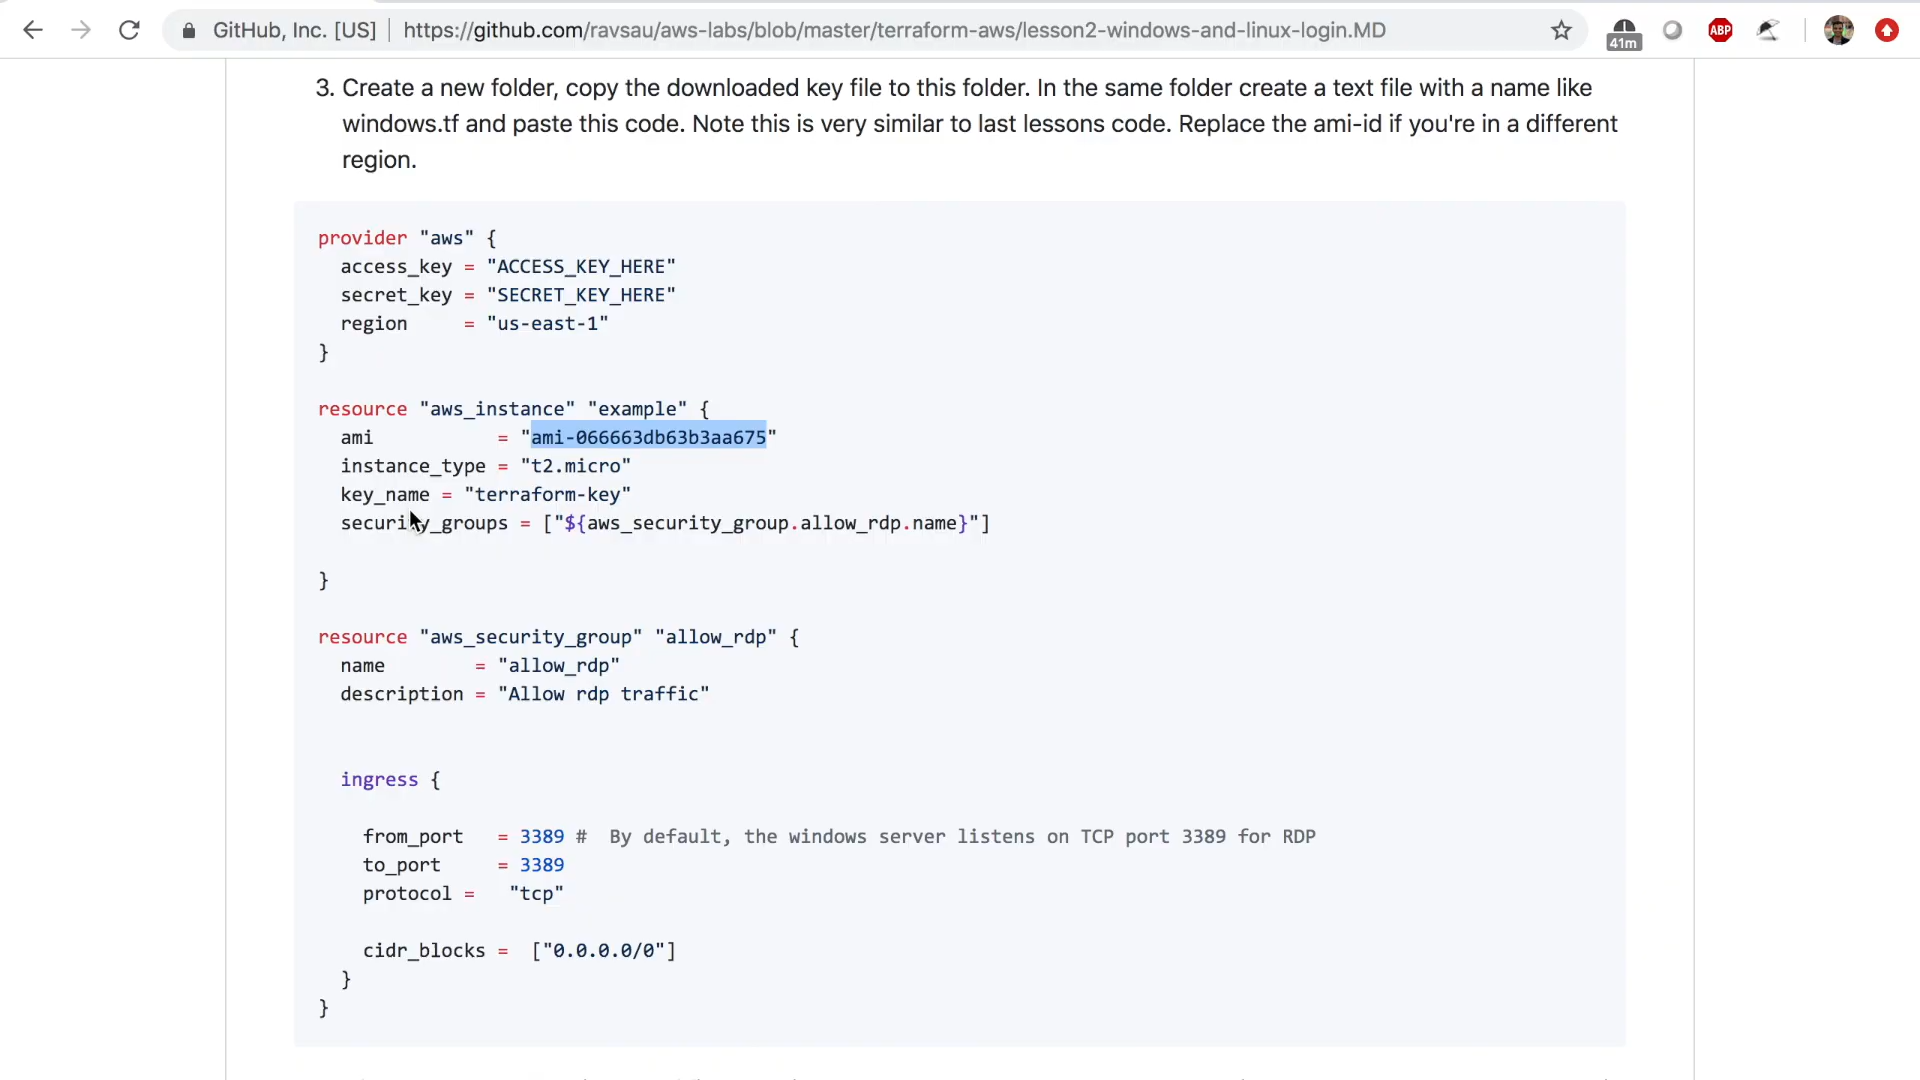 GitHub, Inc. [US] | https://github.com/ravsau/aws-labs/blob/master/terraform-aws/lesson2-windows-and-linux-login.MD
41m
ABP
3. Create a new folder, copy the downloaded key file to this folder. In the same folder create a text file with a name like
windows.tf and paste this code. Note this is very similar to last lessons code. Replace the ami-id if you're in a different
region.
provider "aws" {
access_key = "ACCESS_KEY_HERE"
secret_key = "SECRET_KEY_HERE"
region = "us-east-1"
}
resource "aws_instance" "example" {
ami = "ami-066663db63b3aa675"
instance_type = "t2.micro"
key_name = "terraform-key"
security_groups = ["${aws_security_group.allow_rdp.name}"]
}
resource "aws_security_group" "allow_rdp" {
name = "allow_rdp"
description = "Allow rdp traffic"
ingress {
from_port = 3389 # By default, the windows server listens on TCP port 3389 for RDP
to_port = 3389
protocol = "tcp"
cidr_blocks = ["0.0.0.0/0"]
}
}